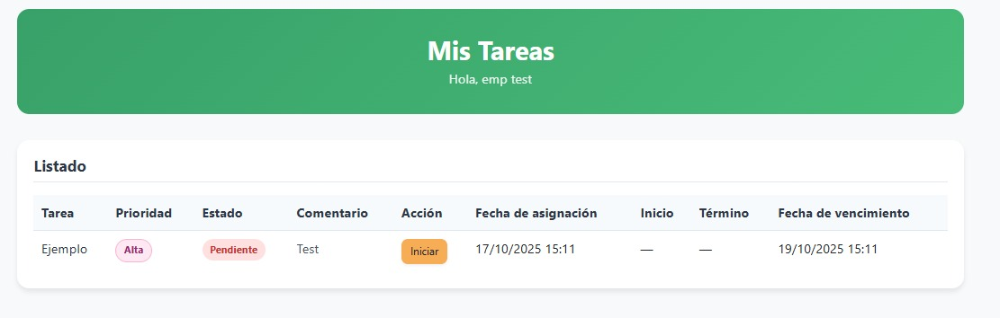 Mis Tareas
Hola, emp test
Listado
Tarea Prioridad Estado Comentario Acción Fecha de asignación Inicio Término Fecha de vencimiento
Ejemplo Alta Pendiente Test Iniciar 17/10/2025 15:11 — — 19/10/2025 15:11